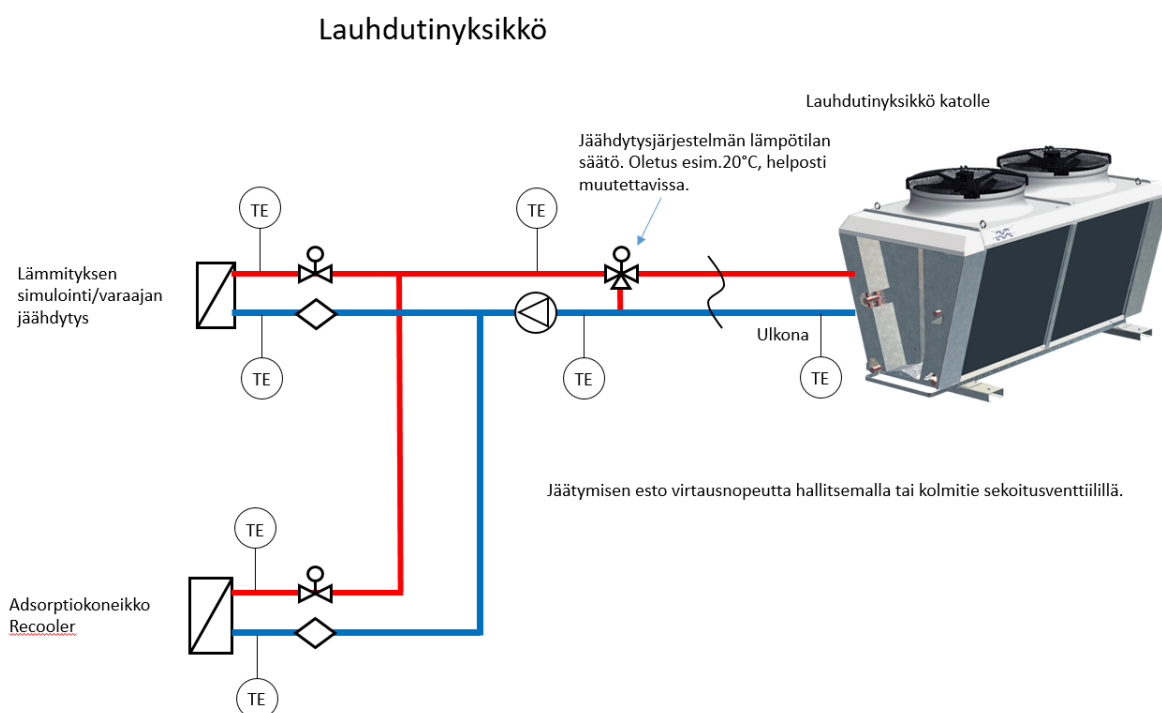 Lauhdutinyksikkö
Lauhdutinyksikkö katolle
Jäähdytysjärjestelmän lämpötilan
säätö. Oletus esim.20°C, helposti
muutettavissa.
TE
TE
Lämmityksen
simulointi/varaajan
jäähdytys
Ulkona
TE
TE
TE
Jäätymisen esto virtausnopeutta hallitsemalla tai kolmitie sekoitusventtiilillä.
TE
Adsorptiokoneikko
Recooler
TE